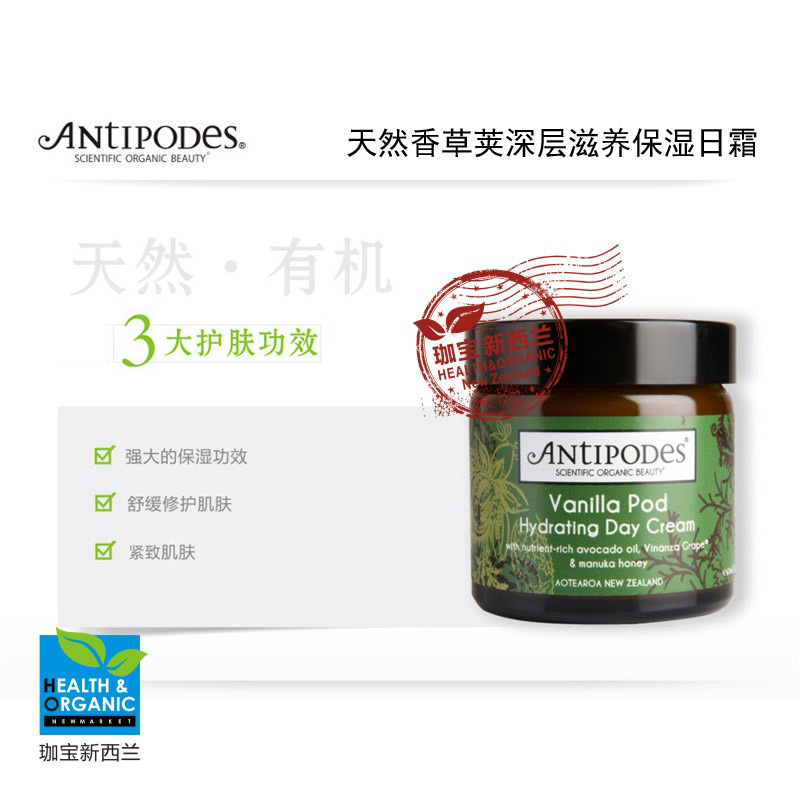 ANTIPODES®
SCIENTIFIC ORGANIC BEAUTY®
天然香草荚深层滋养保湿日霜
天然·有机
3大护肤功效
强大的保湿功效
舒缓修护肌肤
紧致肌肤
珈宝新西兰
HEALTH&ORGANIC
New Zealand
ANTIPODES®
SCIENTIFIC ORGANIC BEAUTY®
Vanilla Pod
Hydrating Day Cream
with nutrient-rich avocado oil, Vinanza Grape®
& manuka honey
AOTEAROA NEW ZEALAND
HEALTH &
ORGANIC
NEWMARKET
珈宝新西兰